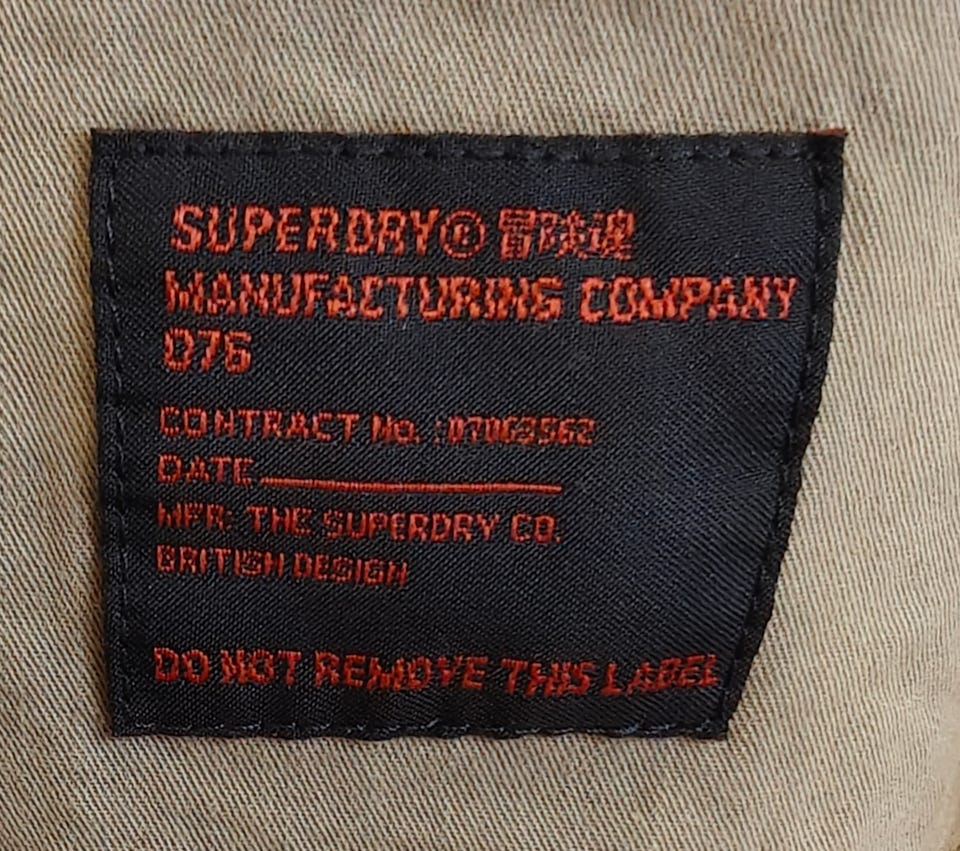 SUPERDRY® 冒険魂
MANUFACTURING COMPANY
076
CONTRACT No. :07063562
DATE
MFR: THE SUPERDRY CO.
BRITISH DESIGN
DO NOT REMOVE THIS LABEL